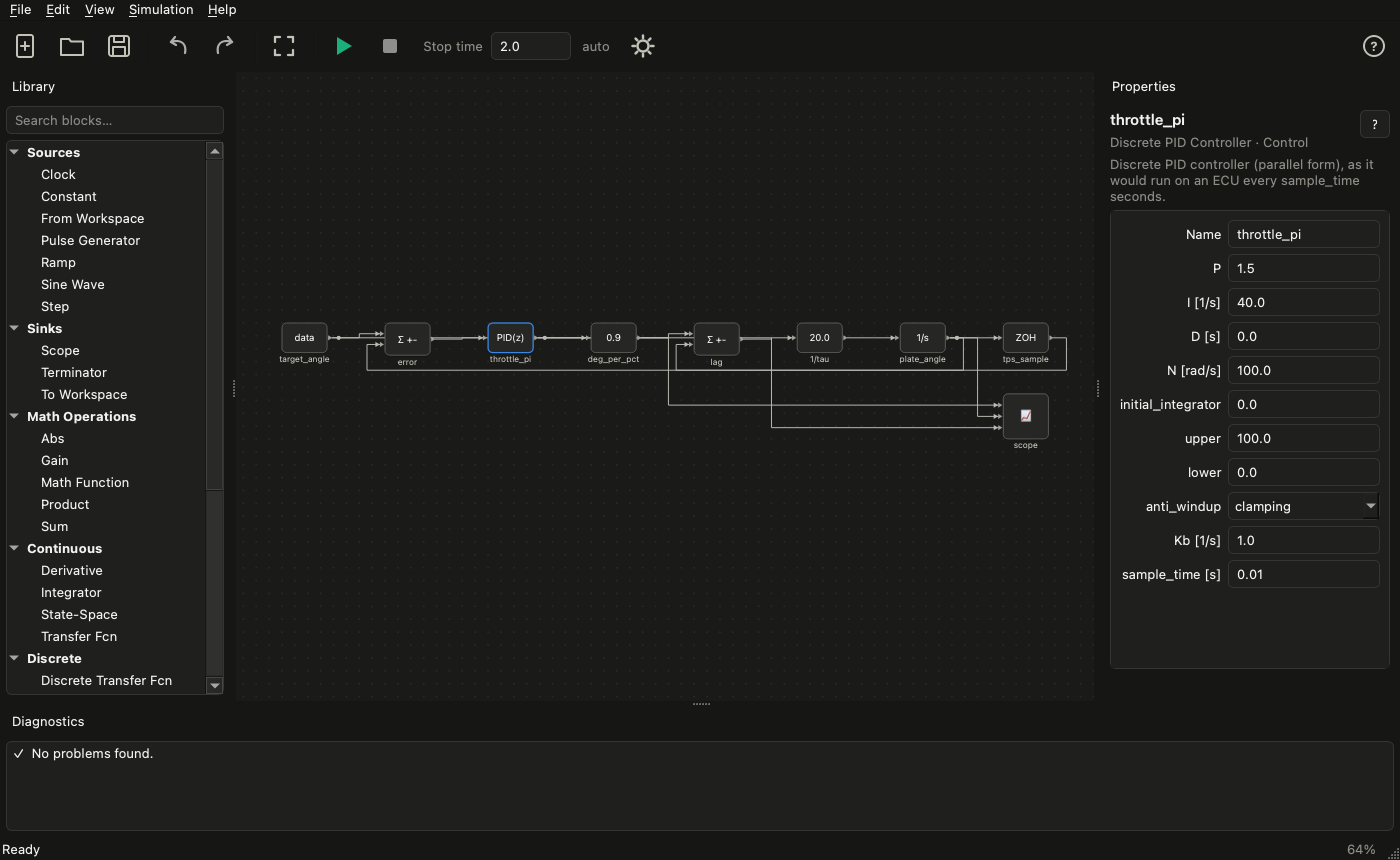 File Edit View Simulation Help
Stop time 2.0 auto
?
Library
Search blocks...
Sources
Clock
Constant
From Workspace
Pulse Generator
Ramp
Sine Wave
Step
Sinks
Scope
Terminator
To Workspace
Math Operations
Abs
Gain
Math Function
Product
Sum
Continuous
Derivative
Integrator
State-Space
Transfer Fcn
Discrete
Discrete Transfer Fcn
data
target_angle
Σ +-
error
PID(z)
throttle_pi
0.9
deg_per_pct
Σ +-
lag
20.0
1/tau
1/s
plate_angle
ZOH
tps_sample
scope
Properties
throttle_pi
?
Discrete PID Controller · Control
Discrete PID controller (parallel form), as it
would run on an ECU every sample_time
seconds.
Name throttle_pi
P 1.5
I [1/s] 40.0
D [s] 0.0
N [rad/s] 100.0
initial_integrator 0.0
upper 100.0
lower 0.0
anti_windup clamping
Kb [1/s] 1.0
sample_time [s] 0.01
Diagnostics
✓ No problems found.
Ready
64%